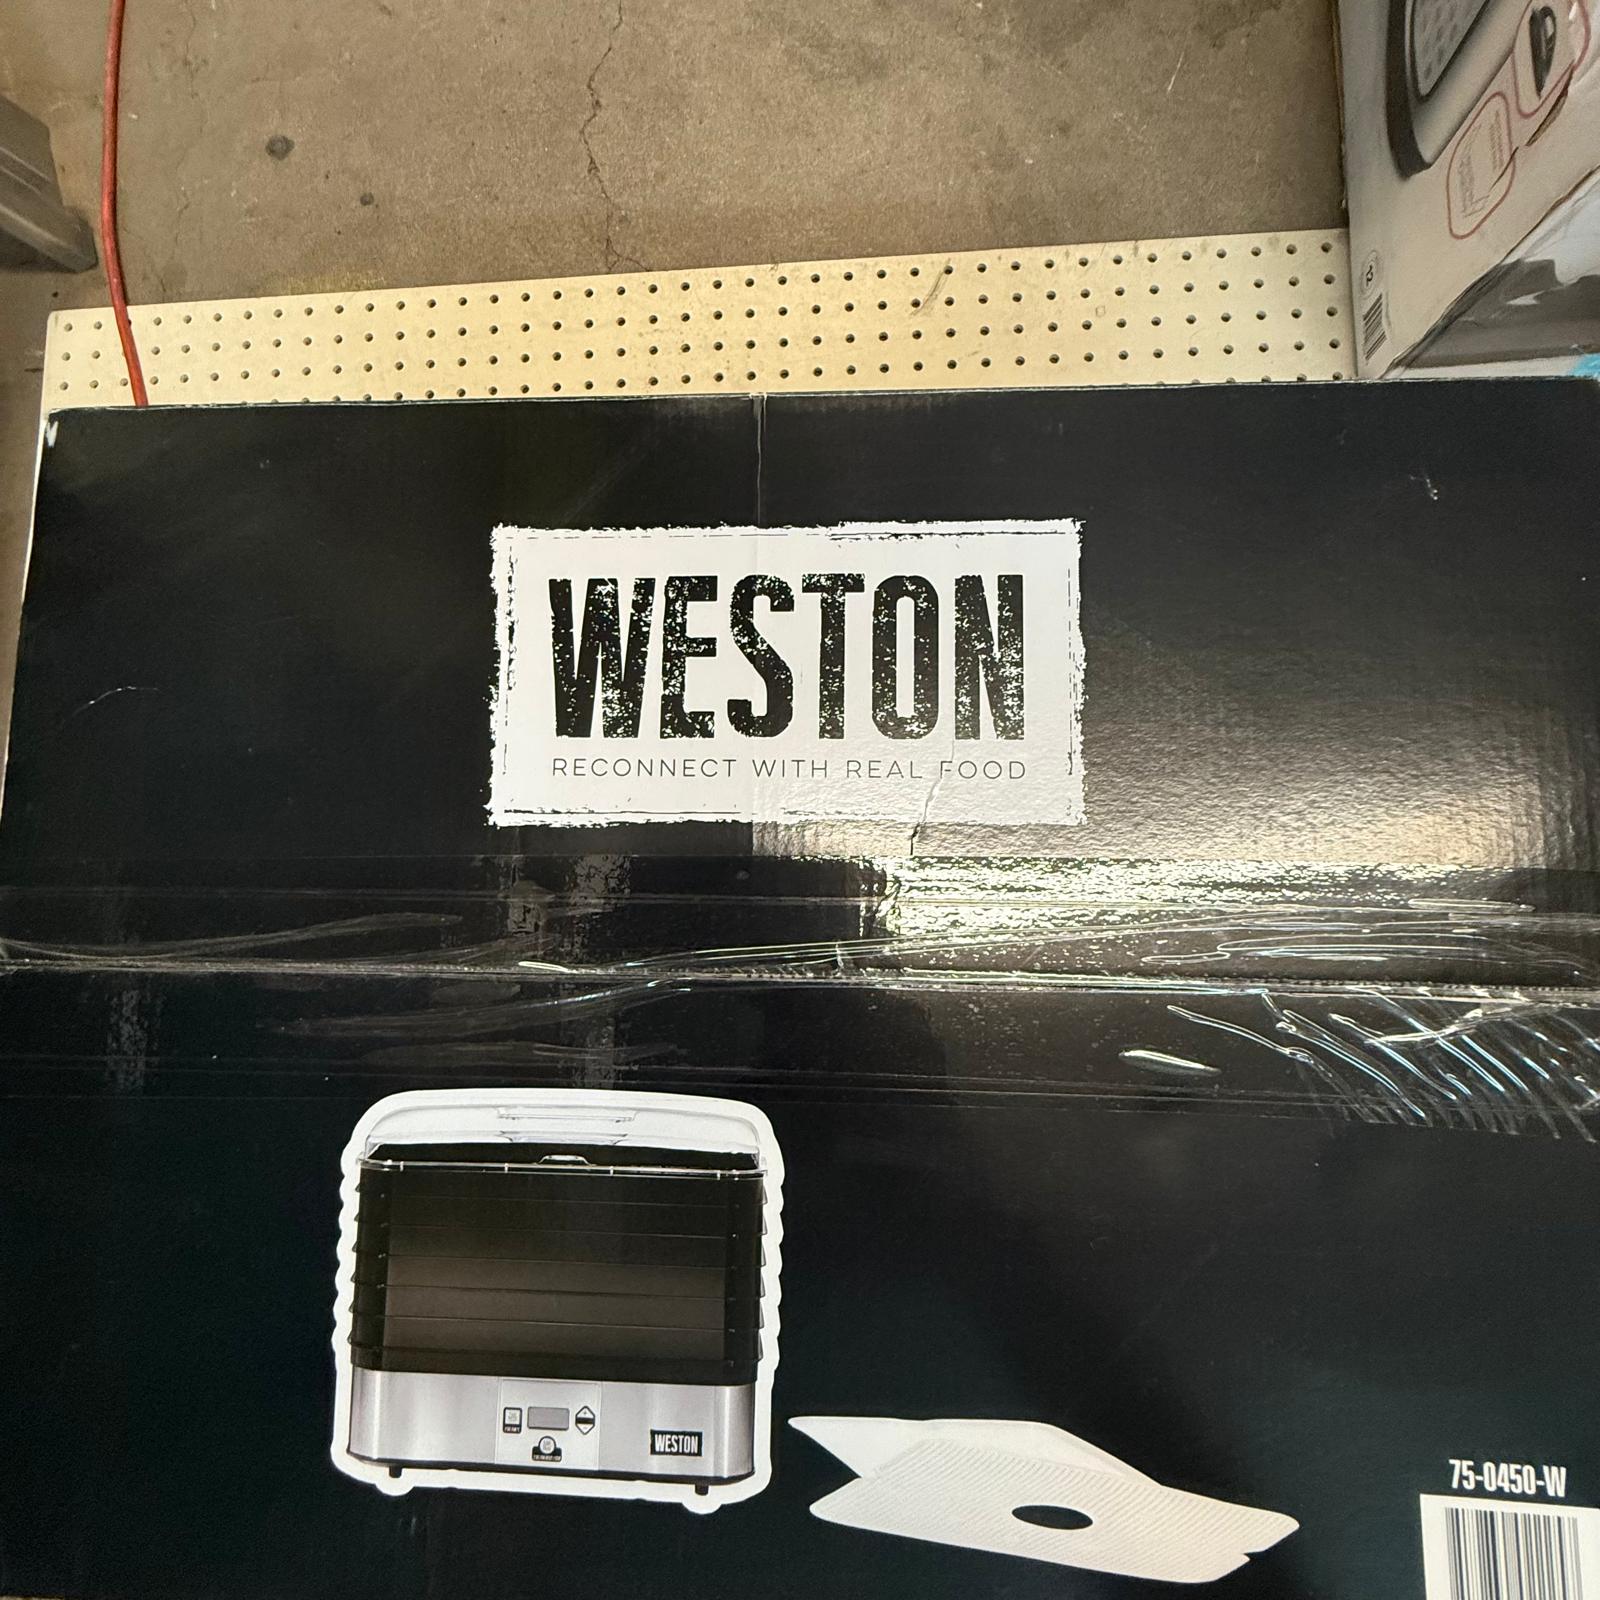 WESTON
RECONNECT WITH REAL FOOD
WESTON
75-0450-W